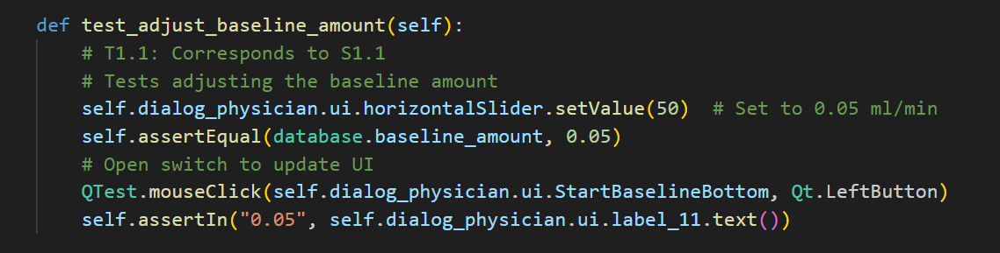 def test_adjust_baseline_amount(self):
# T1.1: Corresponds to S1.1
# Tests adjusting the baseline amount
self.dialog_physician.ui.horizontalSlider.setValue(50)  # Set to 0.05 ml/min
self.assertEqual(database.baseline_amount, 0.05)
# Open switch to update UI
QTest.mouseClick(self.dialog_physician.ui.StartBaselineBottom, Qt.LeftButton)
self.assertIn("0.05", self.dialog_physician.ui.label_11.text())